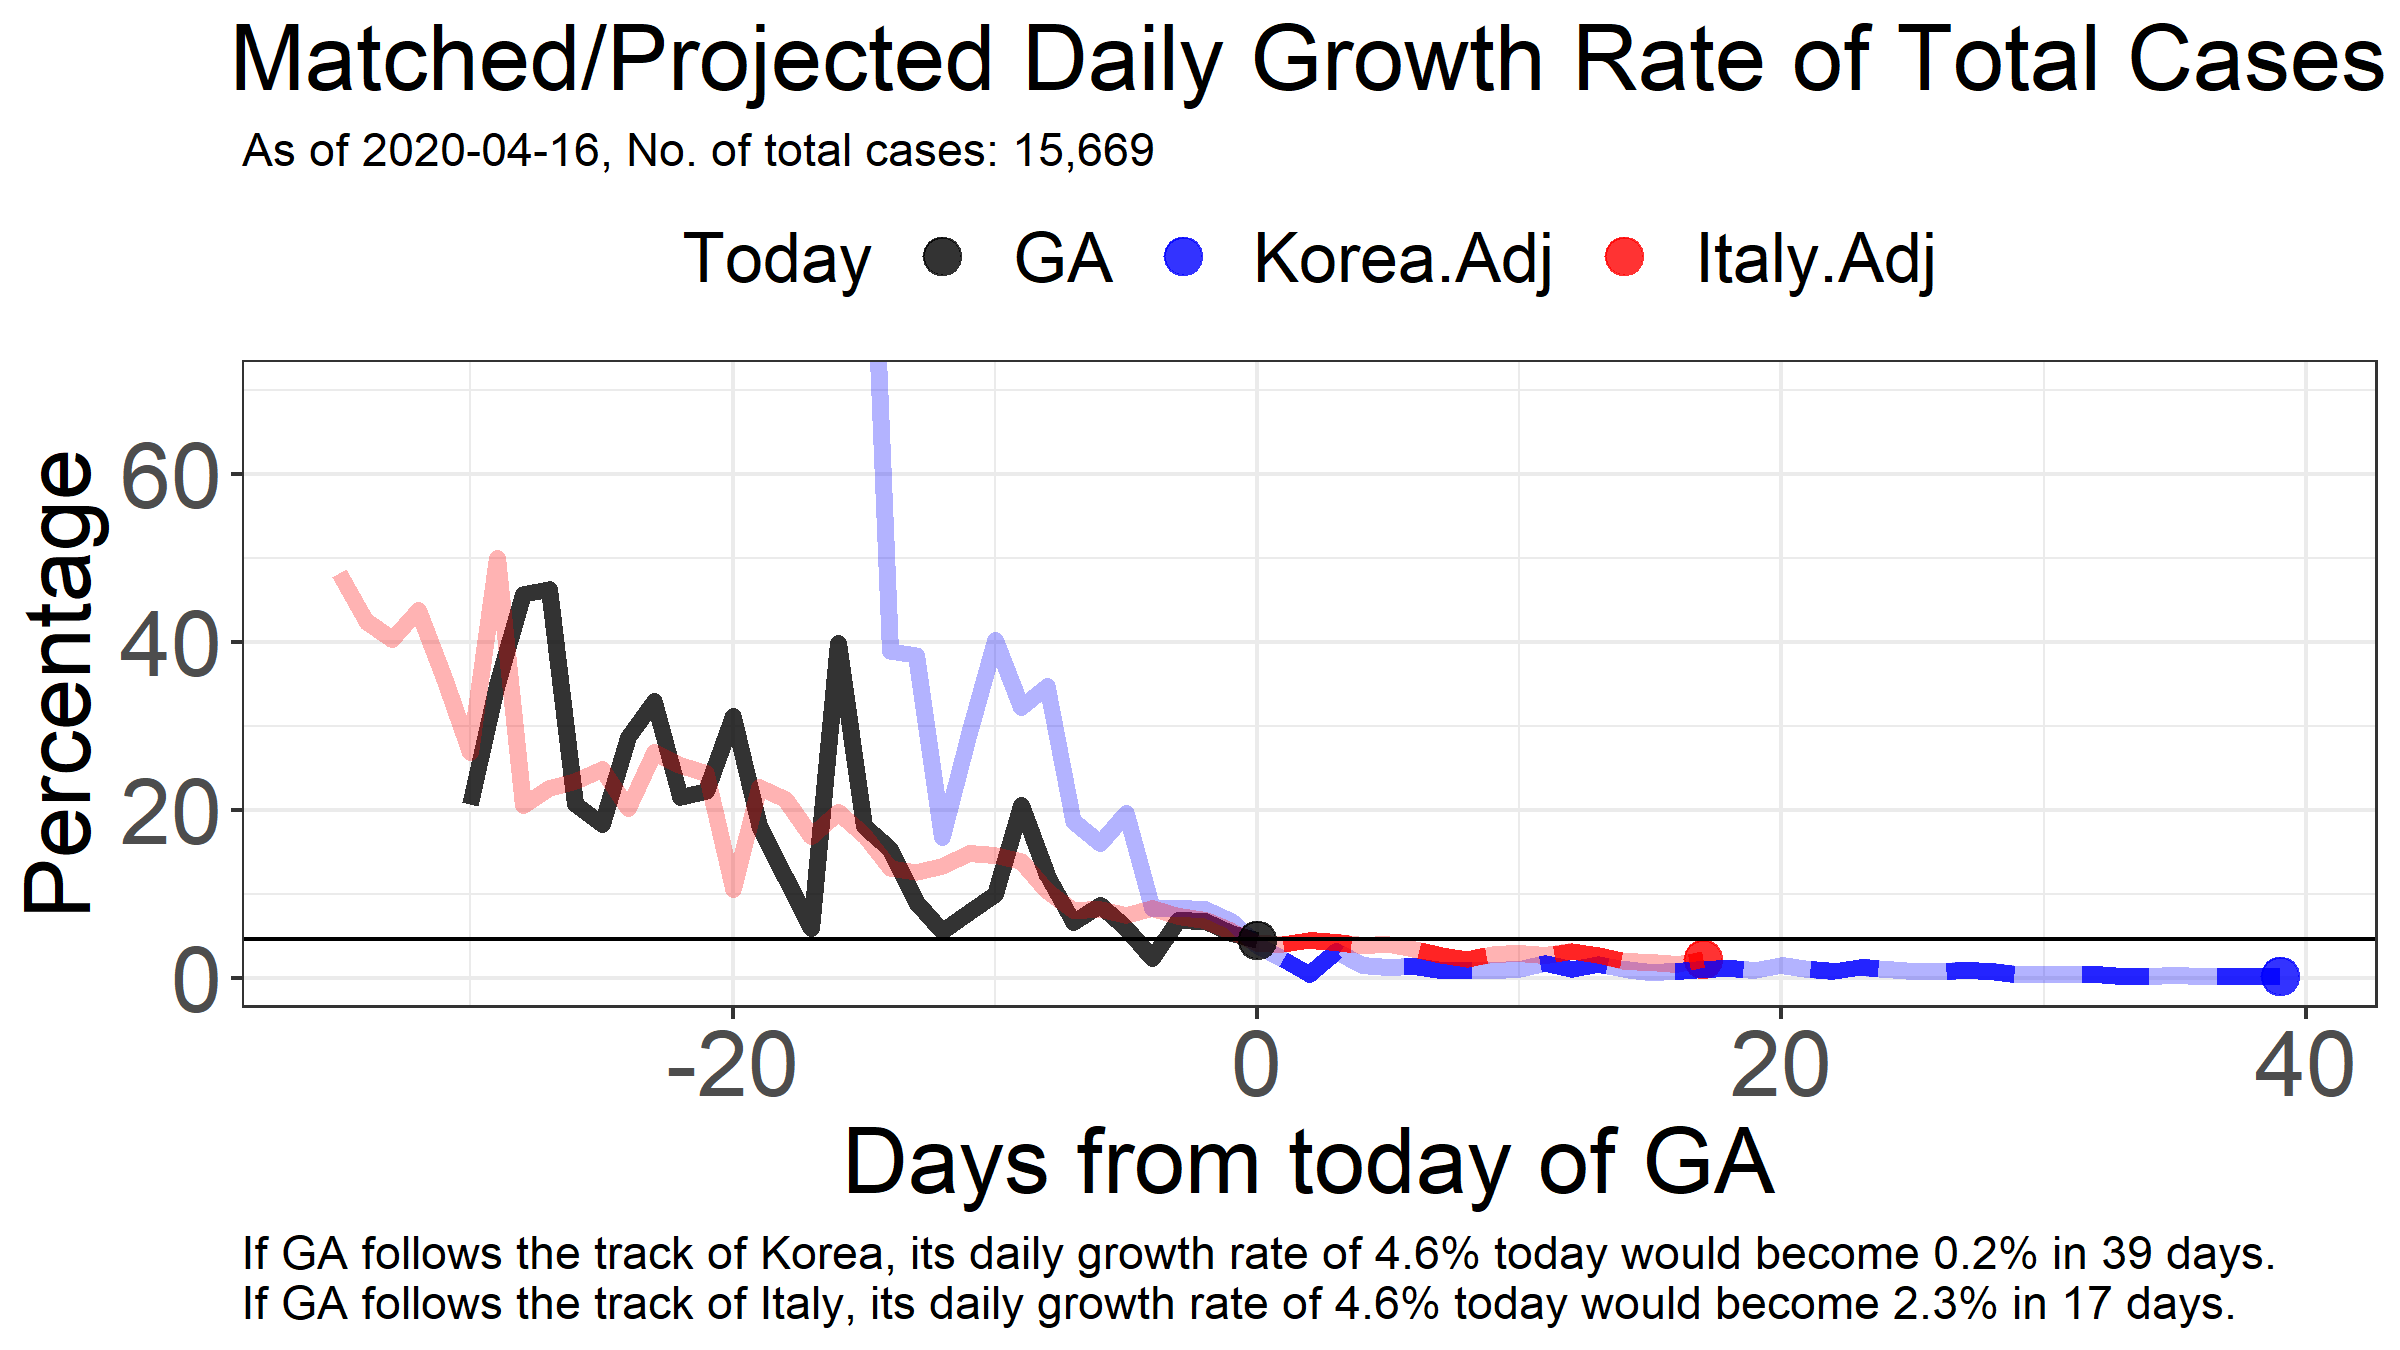 Matched/Projected Daily Growth Rate of Total Cases
As of 2020-04-16, No. of total cases: 15,669
Today GA Korea.Adj Italy.Adj
Percentage
60
40
20
0
-20 0 20 40
Days from today of GA
If GA follows the track of Korea, its daily growth rate of 4.6% today would become 0.2% in 39 days.
If GA follows the track of Italy, its daily growth rate of 4.6% today would become 2.3% in 17 days.